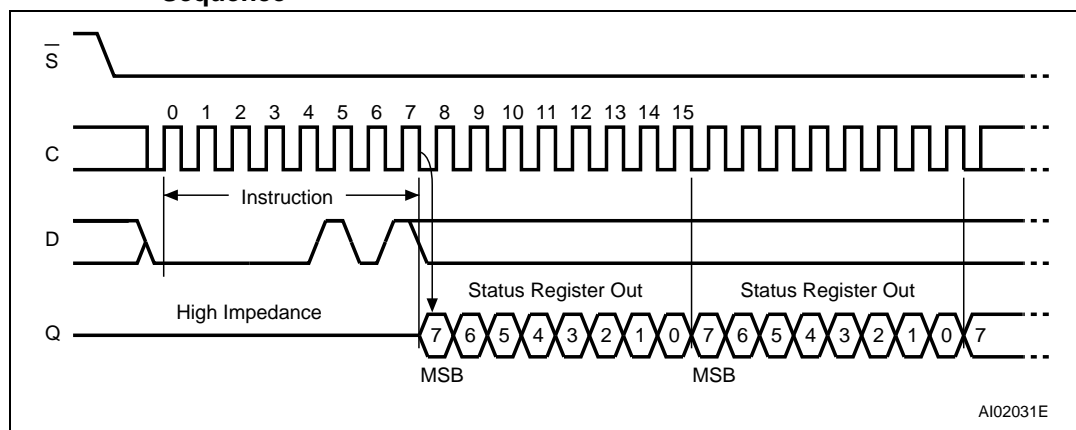 S
0 1 2 3 4 5 6 7 8 9 10 11 12 13 14 15
C
Instruction
D
Status Register Out Status Register Out
High Impedance
Q 7 6 5 4 3 2 1 0 7 6 5 4 3 2 1 0 7
MSB MSB
AI02031E